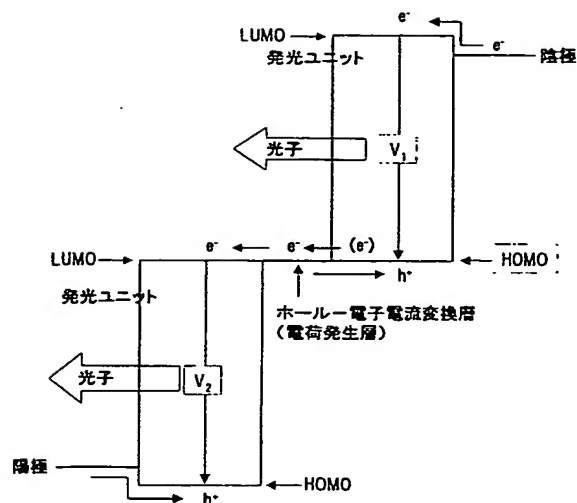 e⁻
LUMO
発光ユニット
e⁻
陰極
光子
V₁
LUMO
e⁻
e⁻
(e⁻)
HOMO
h⁺
発光ユニット
ホールー電子電流変換層
(電荷発生層)
光子
V₂
陽極
HOMO
h⁺